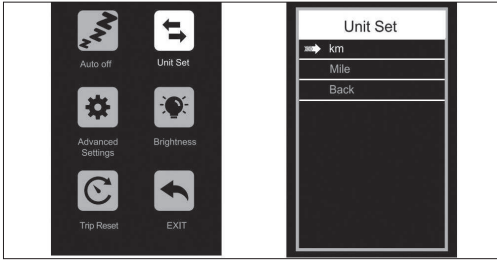 Auto off
Unit Set
Advanced
Settings
Brightness
Trip Reset
EXIT
Unit Set
km
Mile
Back